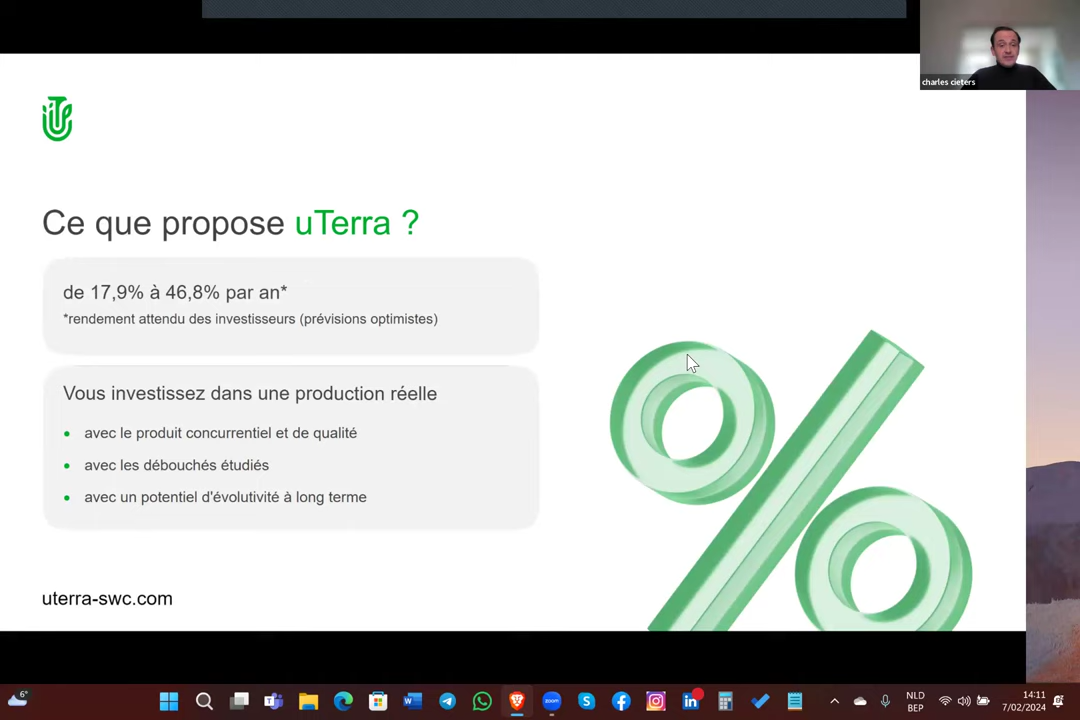 charles cieters
Ce que propose uTerra ?
de 17,9% à 46,8% par an*
*rendement attendu des investisseurs (prévisions optimistes)
Vous investissez dans une production réelle
avec le produit concurrentiel et de qualité
avec les débouchés étudiés
avec un potentiel d'évolutivité à long terme
uterra-swc.com
6°
zoom
NLD
BEP
14:11
7/02/2024